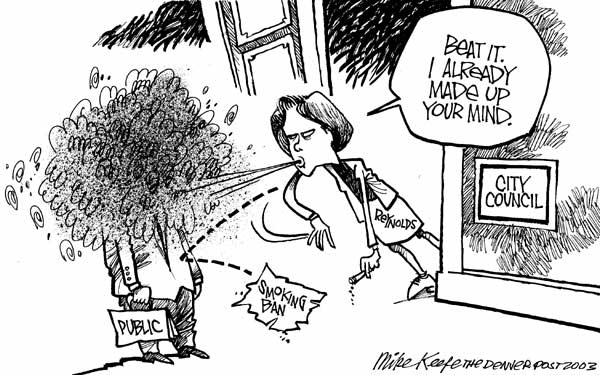 BEAT IT.
I ALREADY
MADE UP
YOUR MIND.
CITY
COUNCIL
REYNOLDS
SMOKING
BAN
PUBLIC
Mike Keefe THE DENVER POST 2003